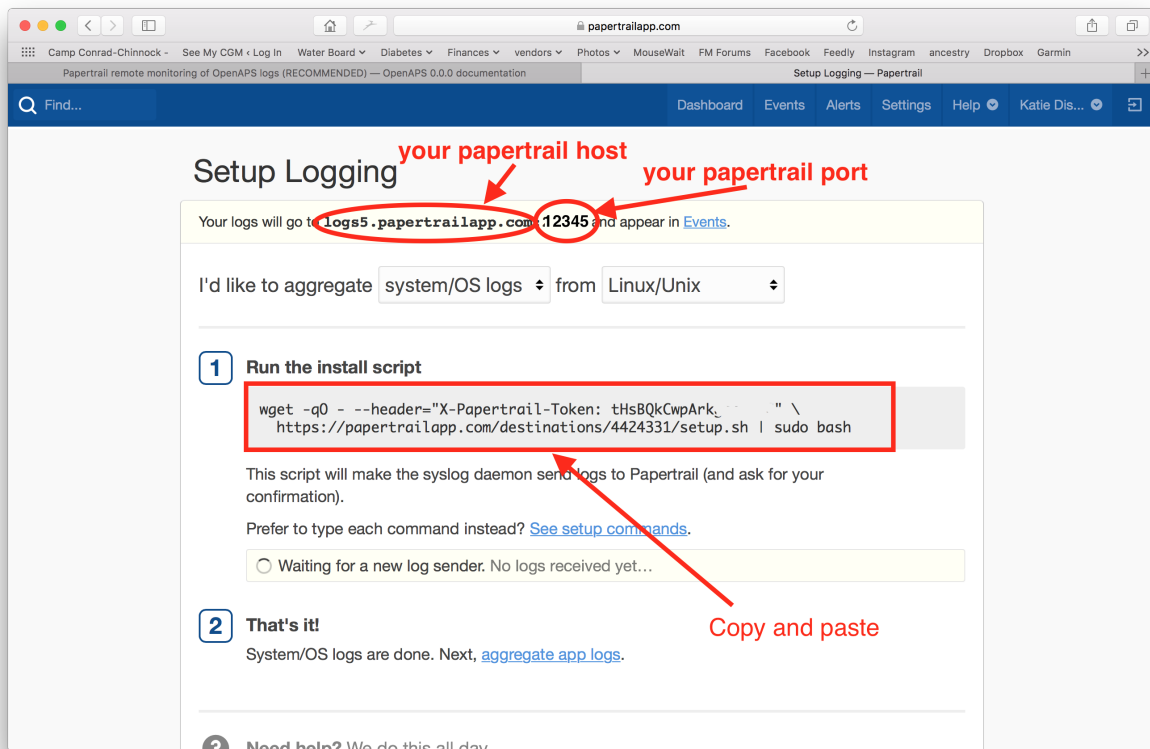 papertrailapp.com
Camp Conrad-Chinnock - See My CGM ‹ Log In Water Board Diabetes Finances vendors Photos MouseWait FM Forums Facebook Feedly Instagram ancestry Dropbox Garmin >>
Papertrail remote monitoring of OpenAPS logs (RECOMMENDED) — OpenAPS 0.0.0 documentation Setup Logging — Papertrail +
Find... Dashboard Events Alerts Settings Help Katie Dis...
your papertrail host
Setup Logging
your papertrail port
Your logs will go to logs5.papertrailapp.com:12345 and appear in Events.
I'd like to aggregate system/OS logs from Linux/Unix
1 Run the install script
wget -qO - --header="X-Papertrail-Token: tHsBQkCwpArk " \
https://papertrailapp.com/destinations/4424331/setup.sh | sudo bash
This script will make the syslog daemon send logs to Papertrail (and ask for your
confirmation).
Prefer to type each command instead? See setup commands.
Waiting for a new log sender. No logs received yet…
2 That's it!
Copy and paste
System/OS logs are done. Next, aggregate app logs.
? Need help? We do this all day.